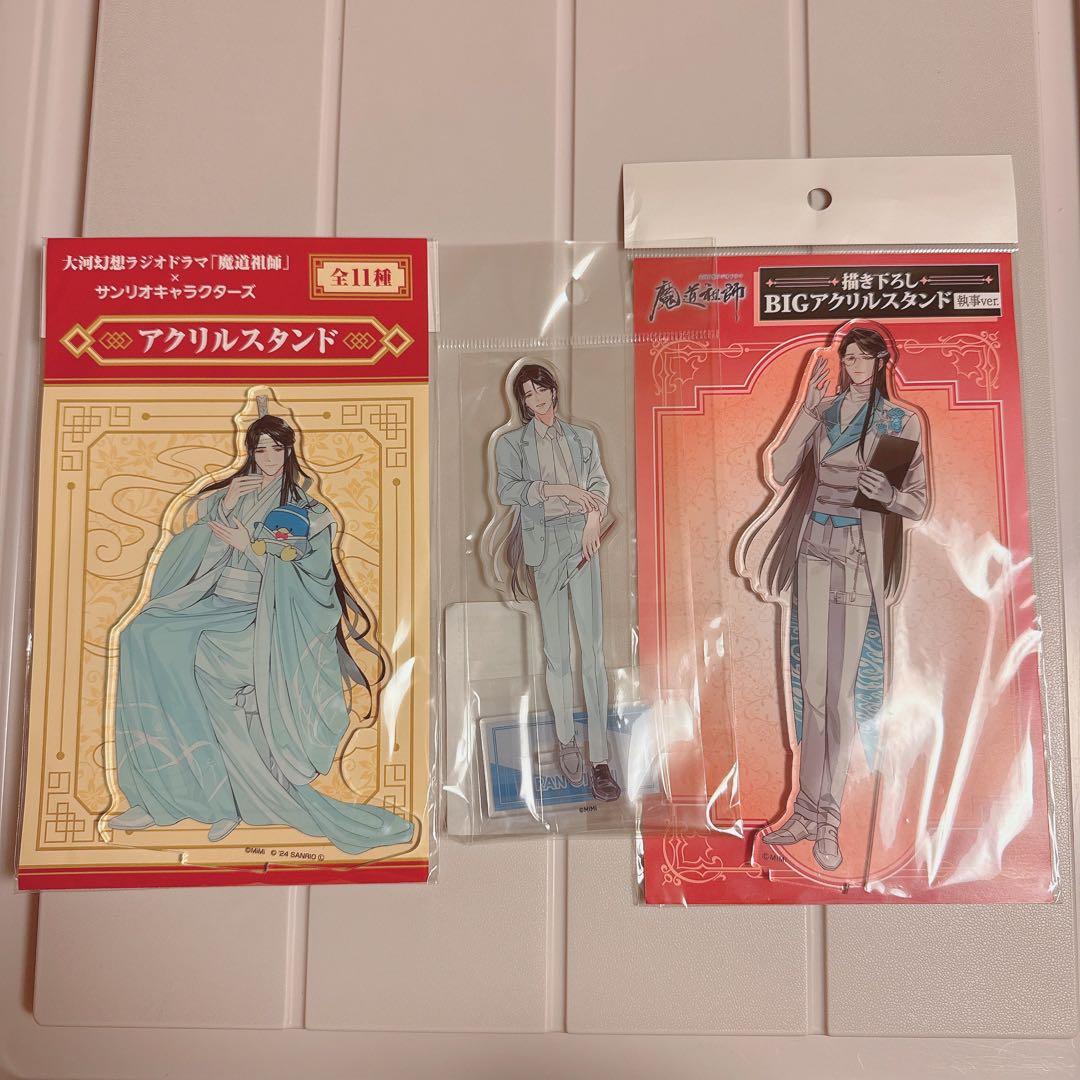 大河幻想ラジオドラマ「魔道祖師」
×
サンリオキャラクターズ
全11種
アクリルスタンド
©MiMi © '24 SANRIO Ⓛ
©MiMi
魔道祖師
描き下ろし
BIGアクリルスタンド 執事ver.
©MiMi